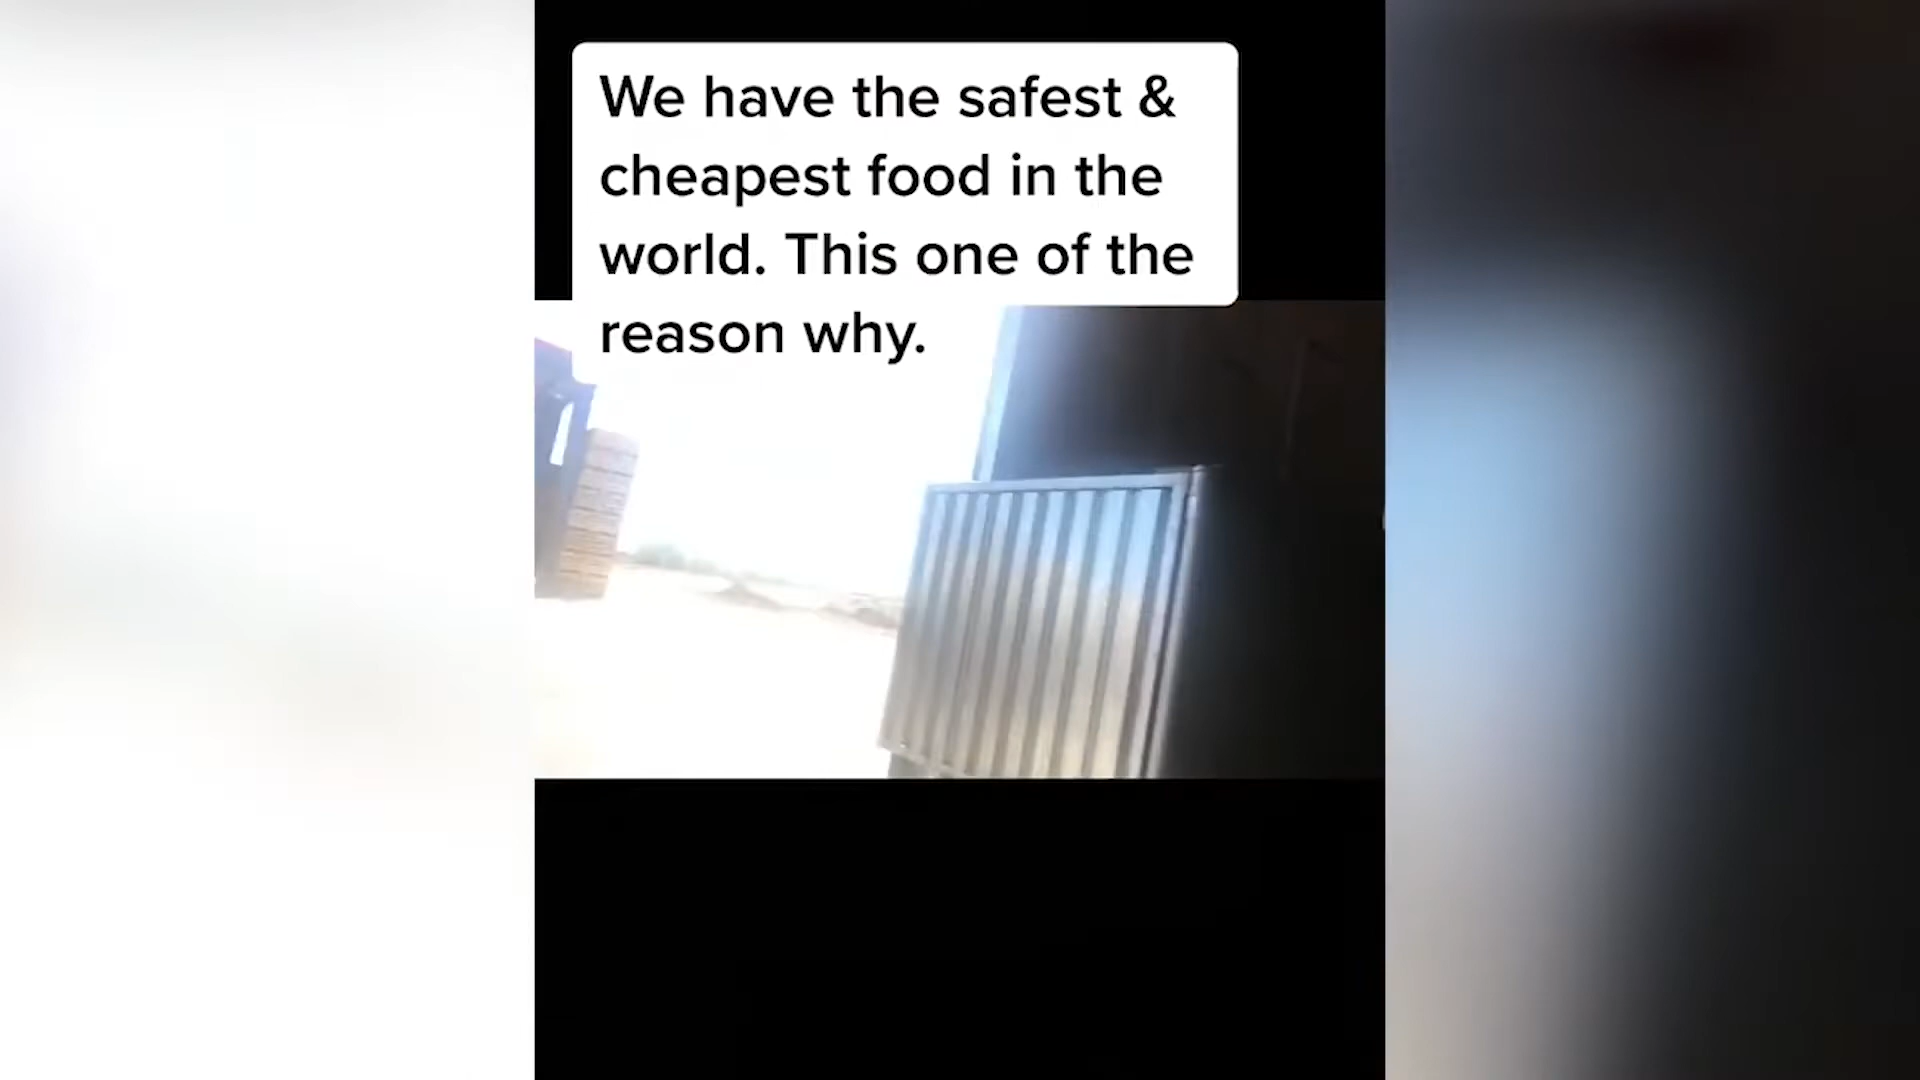 We have the safest &
cheapest food in the
world. This one of the
reason why.